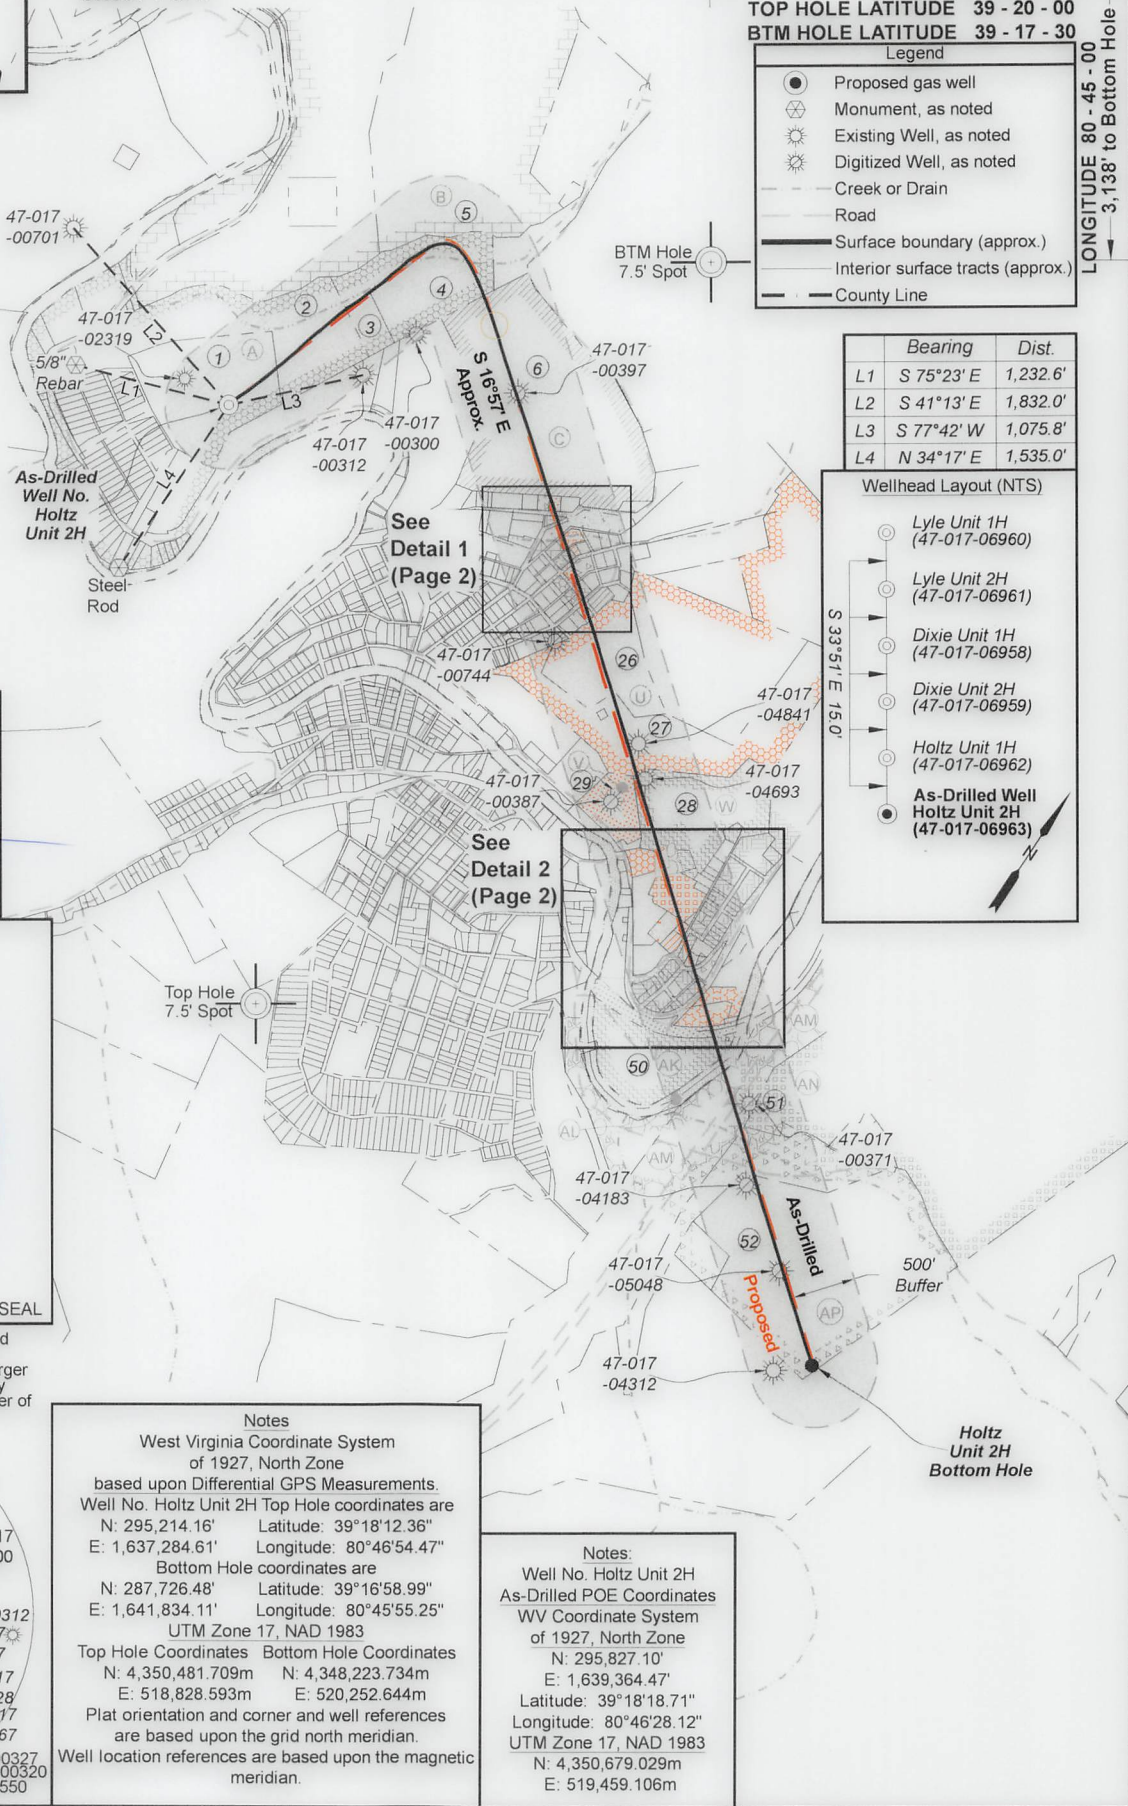 TOP HOLE LATITUDE 39 - 20 - 00
BTM HOLE LATITUDE 39 - 17 - 30
LONGITUDE 80 - 45 - 00
3,138' to Bottom Hole
Legend
Proposed gas well
Monument, as noted
Existing Well, as noted
Digitized Well, as noted
Creek or Drain
Road
Surface boundary (approx.)
Interior surface tracts (approx.)
County Line
BTM Hole
7.5' Spot
Bearing Dist.
L1 S 75°23' E 1,232.6'
L2 S 41°13' E 1,832.0'
L3 S 77°42' W 1,075.8'
L4 N 34°17' E 1,535.0'
Wellhead Layout (NTS)
Lyle Unit 1H
(47-017-06960)
Lyle Unit 2H
(47-017-06961)
Dixie Unit 1H
(47-017-06958)
Dixie Unit 2H
(47-017-06959)
Holtz Unit 1H
(47-017-06962)
As-Drilled Well
Holtz Unit 2H
(47-017-06963)
S 33°51' E 15.0'
N
47-017
-00701
47-017
-02319
5/8"
Rebar
L1
L2
L3
L4
1
A
2
3
4
5
B
6
C
47-017
-00397
S 16°57' E
Approx.
47-017
-00300
47-017
-00312
As-Drilled
Well No.
Holtz
Unit 2H
Steel
Rod
See
Detail 1
(Page 2)
47-017
-00744
26
U
27
47-017
-04841
V
29
47-017
-00387
47-017
-04693
28
W
See
Detail 2
(Page 2)
Top Hole
7.5' Spot
AM
50
AK
AN
51
AL
AM
47-017
-00371
47-017
-04183
As-Drilled
52
47-017
-05048
Proposed
500'
Buffer
AP
47-017
-04312
Holtz
Unit 2H
Bottom Hole
SEAL
Notes
West Virginia Coordinate System
of 1927, North Zone
based upon Differential GPS Measurements.
Well No. Holtz Unit 2H Top Hole coordinates are
N: 295,214.16' Latitude: 39°18'12.36"
E: 1,637,284.61' Longitude: 80°46'54.47"
Bottom Hole coordinates are
N: 287,726.48' Latitude: 39°16'58.99"
E: 1,641,834.11' Longitude: 80°45'55.25"
UTM Zone 17, NAD 1983
Top Hole Coordinates Bottom Hole Coordinates
N: 4,350,481.709m N: 4,348,223.734m
E: 518,828.593m E: 520,252.644m
Plat orientation and corner and well references
are based upon the grid north meridian.
Well location references are based upon the magnetic
meridian.
Notes:
Well No. Holtz Unit 2H
As-Drilled POE Coordinates
WV Coordinate System
of 1927, North Zone
N: 295,827.10'
E: 1,639,364.47'
Latitude: 39°18'18.71"
Longitude: 80°46'28.12"
UTM Zone 17, NAD 1983
N: 4,350,679.029m
E: 519,459.106m